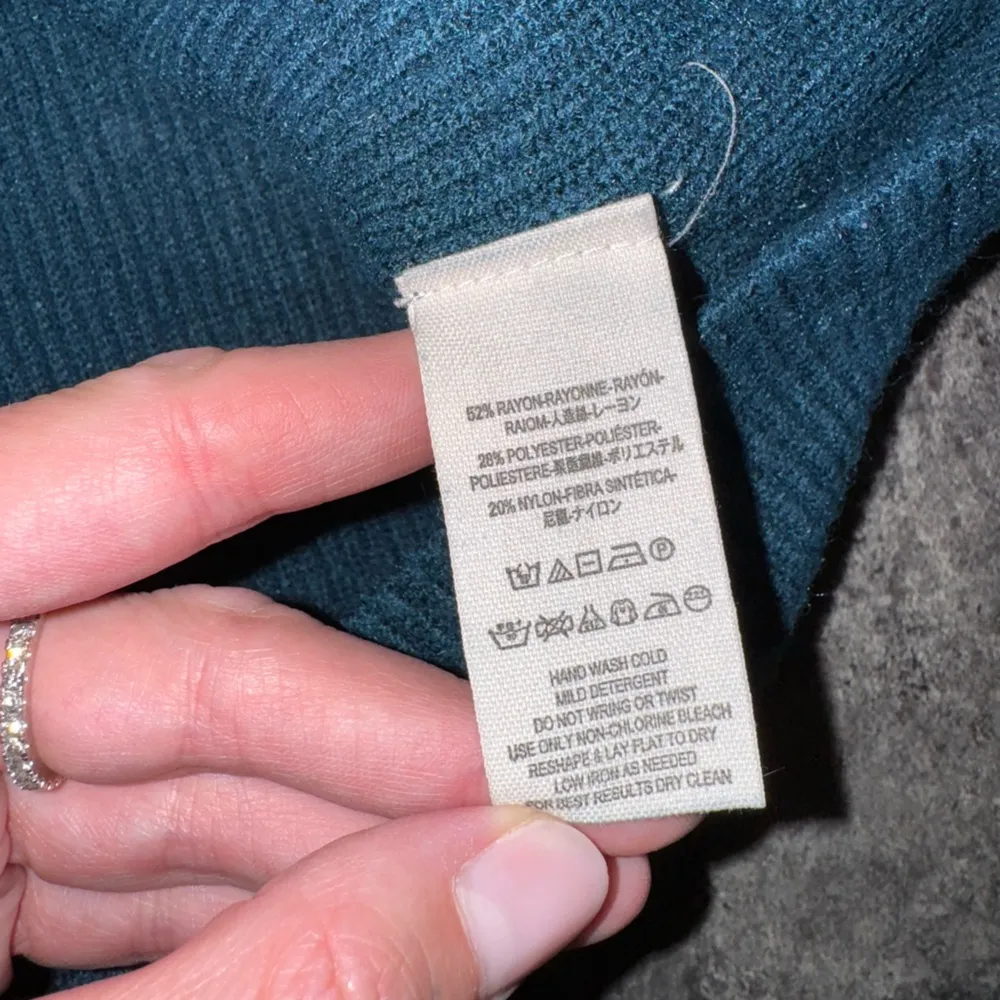 52% RAYON-RAYONNE-RAYÓN-
RAIOM-人造絲-レーヨン
28% POLYESTER-POLIÉSTER-
POLIESTERE-聚酯纖維-ポリエステル
20% NYLON-FIBRA SINTÉTICA-
尼龍-ナイロン
P
HAND WASH COLD
MILD DETERGENT
DO NOT WRING OR TWIST
USE ONLY NON-CHLORINE BLEACH
RESHAPE & LAY FLAT TO DRY
LOW IRON AS NEEDED
FOR BEST RESULTS DRY CLEAN